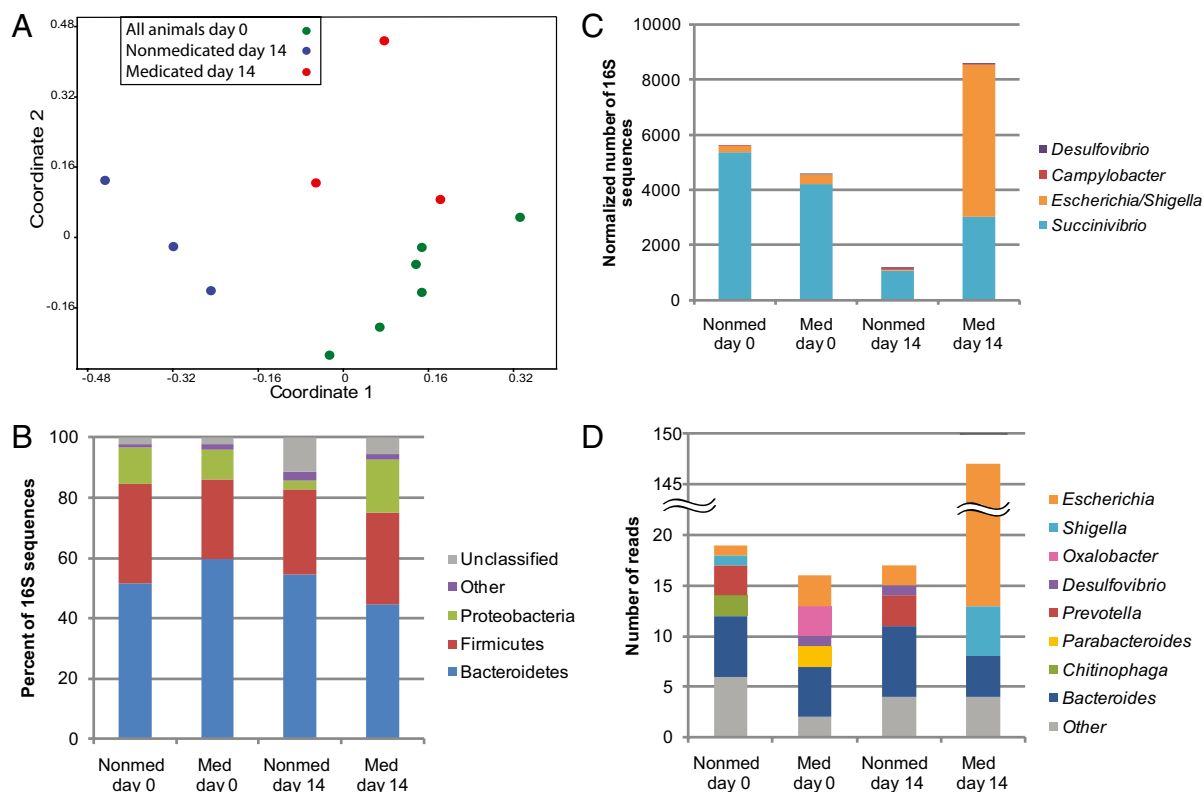 A
All animals day 0
Nonmedicated day 14
Medicated day 14
0.48
0.32
0.16
0
-0.16
Coordinate 2
-0.48
-0.32
-0.16
0
0.16
0.32
Coordinate 1
C
10000
8000
6000
4000
2000
0
Normalized number of 16S
sequences
Nonmed
day 0
Med
day 0
Nonmed
day 14
Med
day 14
Desulfovibrio
Campylobacter
Escherichia/Shigella
Succinivibrio
B
100
80
60
40
20
0
Percent of 16S sequences
Nonmed
day 0
Med
day 0
Nonmed
day 14
Med
day 14
Unclassified
Other
Proteobacteria
Firmicutes
Bacteroidetes
D
150
145
20
15
10
5
0
Number of reads
Nonmed
day 0
Med
day 0
Nonmed
day 14
Med
day 14
Escherichia
Shigella
Oxalobacter
Desulfovibrio
Prevotella
Parabacteroides
Chitinophaga
Bacteroides
Other